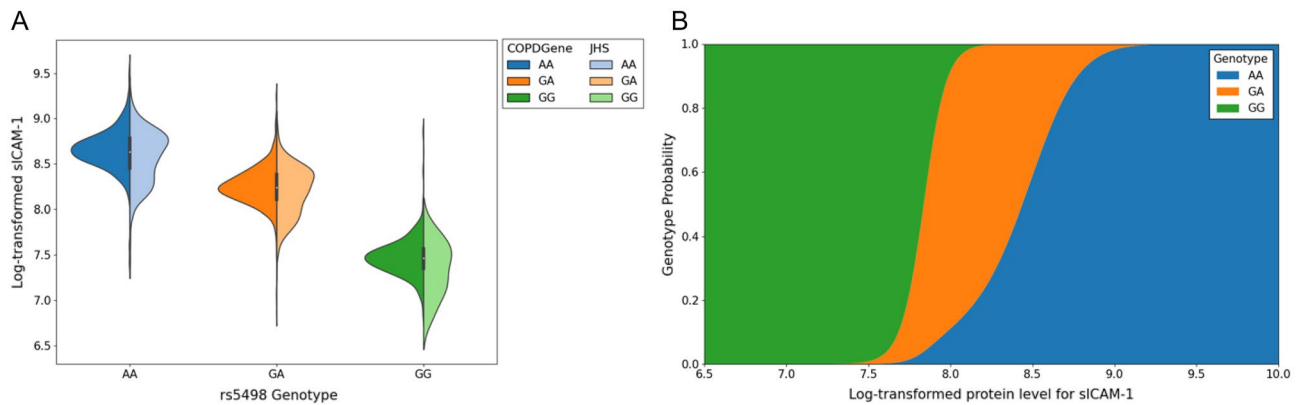 A
Log-transformed sICAM-1
9.5
9.0
8.5
8.0
7.5
7.0
6.5
AA
GA
GG
rs5498 Genotype
COPDGene JHS
AA AA
GA GA
GG GG
B
Genotype Probability
1.0
0.8
0.6
0.4
0.2
0.0
6.5 7.0 7.5 8.0 8.5 9.0 9.5 10.0
Log-transformed protein level for sICAM-1
Genotype
AA
GA
GG